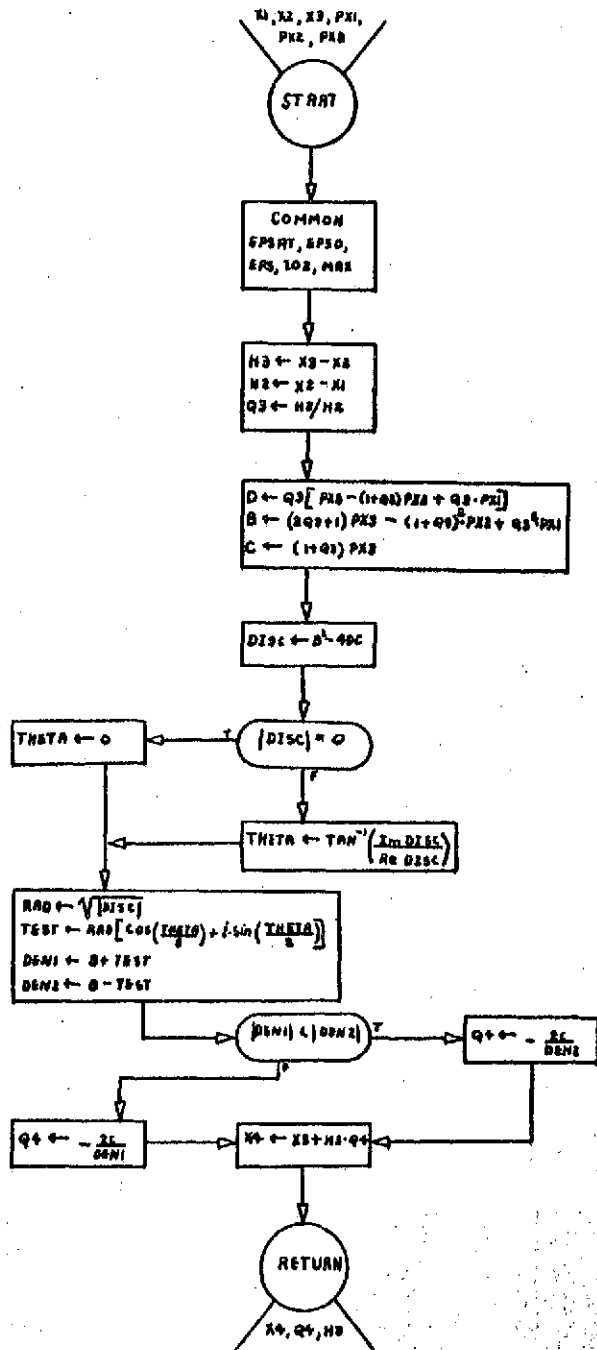 X1, X2, X3, PX1,
PX2, PX3
START
COMMON
EPSRT, EPSO,
EPS, IO2, MAX
H3 ← X3 - X2
H2 ← X2 - X1
Q3 ← H3/H2
D ← Q3[PX3 - (1+Q3)PX2 + Q3·PX1]
B ← (2Q3+1)PX3 - (1+Q3)²·PX2 + Q3²PX1
C ← (1+Q3)PX3
DISC ← B² - 4DC
|DISC| = 0
T
THETA ← 0
F
THETA ← TAN⁻¹(Im DISC / Re DISC)
RAD ← √|DISC|
TEST ← RAD[cos(THETA/2) + i·sin(THETA/2)]
DEN1 ← B + TEST
DEN2 ← B - TEST
|DEN1| < |DEN2|
T
Q4 ← - 2C/DEN2
F
Q4 ← - 2C/DEN1
X4 ← X3 + H3·Q4
RETURN
X4, Q4, H3